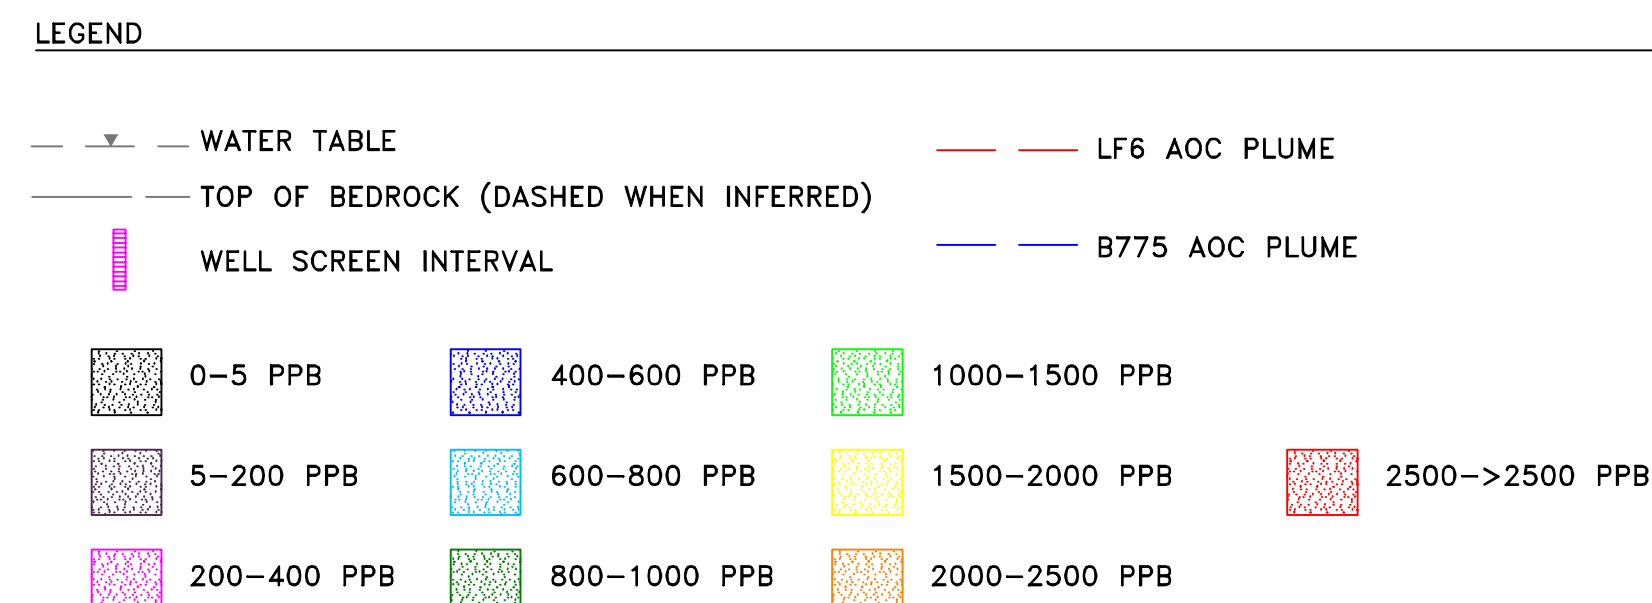 LEGEND
WATER TABLE
TOP OF BEDROCK (DASHED WHEN INFERRED)
WELL SCREEN INTERVAL
LF6 AOC PLUME
B775 AOC PLUME
0-5 PPB
400-600 PPB
1000-1500 PPB
5-200 PPB
600-800 PPB
1500-2000 PPB
2500->2500 PPB
200-400 PPB
800-1000 PPB
2000-2500 PPB